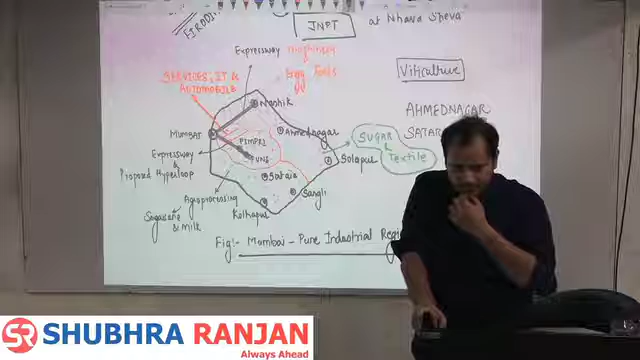 JNPT at Nhava Sheva
Expressway Machinery
Engg Goods
Viticulture
SERVICES, IT &
AUTOMOBILE
Nashik
AHMEDNAGAR
MUMBAI
Ahmednagar
SUGAR
&
Textile
SATAR
PIMPRI
PUNE
Solapur
Expressway
Proposed Hyperloop
Satara
Agroprocessing
Sangli
Sugarcane
& Milk
Kolhapur
Fig:- Mumbai - Pune Industrial Regi
SR SHUBHRA RANJAN
Always Ahead